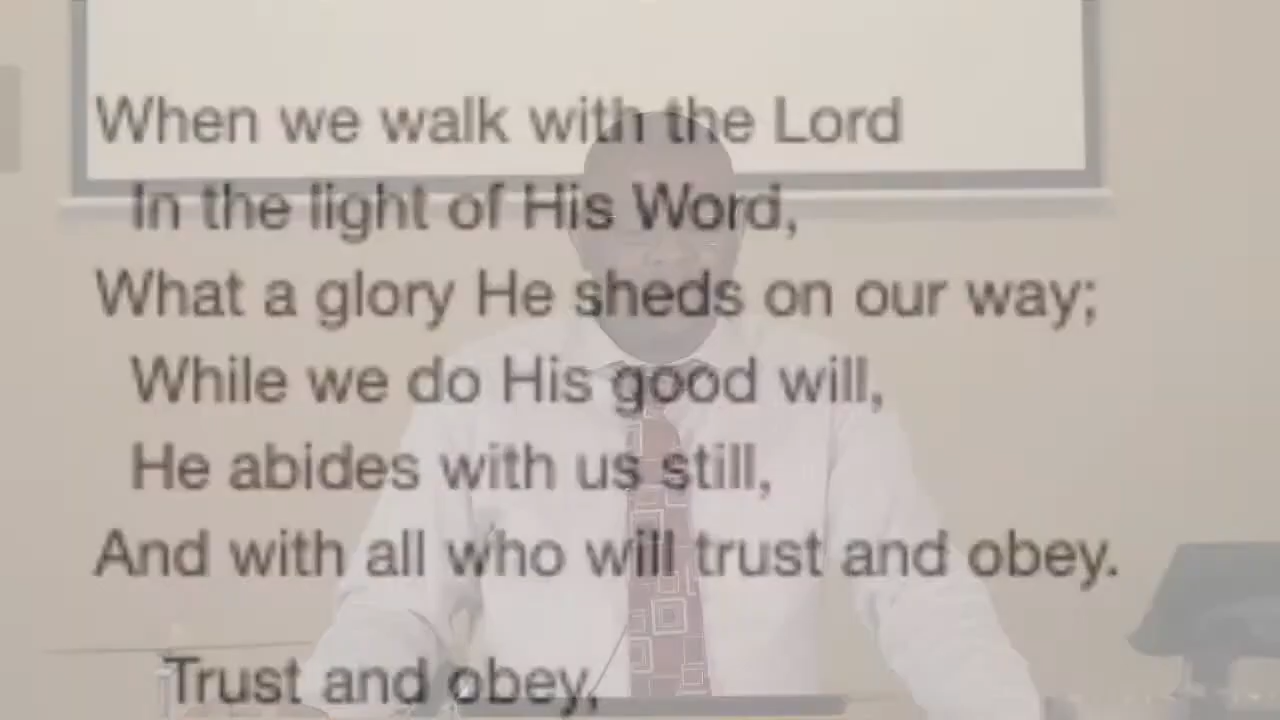 When we walk with the Lord
In the light of His Word,
What a glory He sheds on our way;
While we do His good will,
He abides with us still,
And with all who will trust and obey.
Trust and obey,